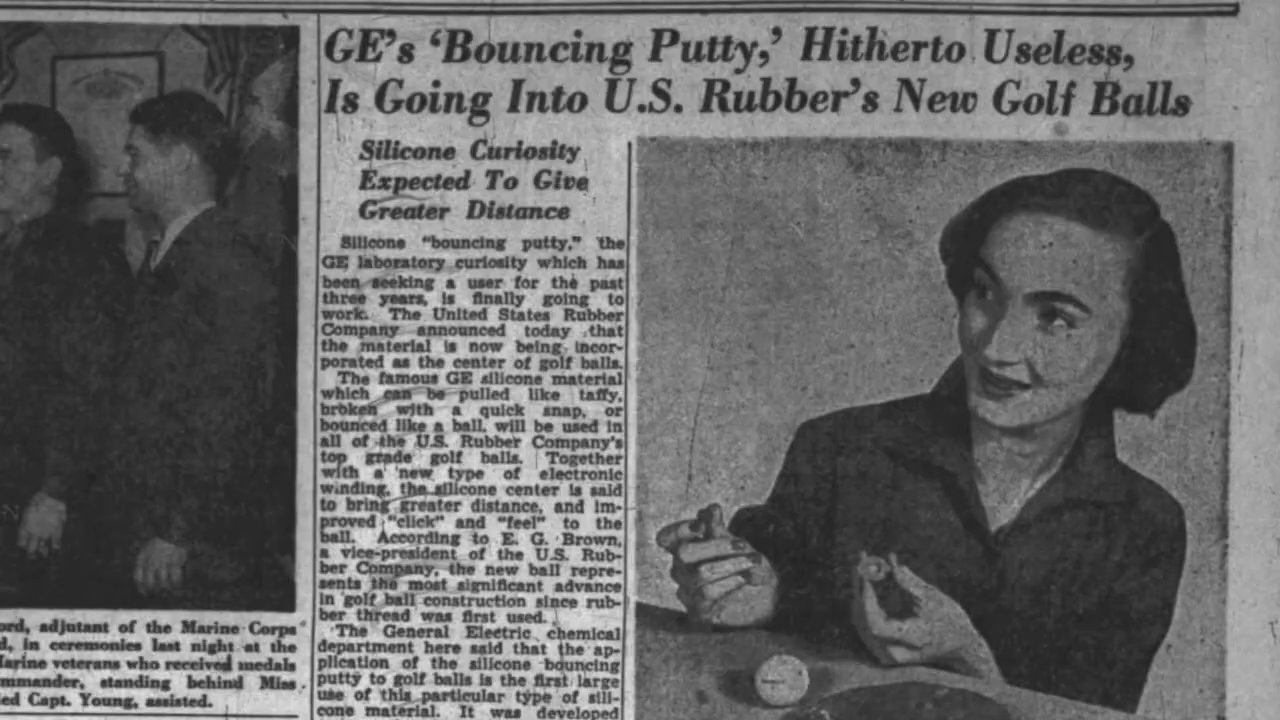 GE's 'Bouncing Putty,' Hitherto Useless,
Is Going Into U.S. Rubber's New Golf Balls
Silicone Curiosity
Expected To Give
Greater Distance
Silicone "bouncing putty," the
GE laboratory curiosity which has
been seeking a user for the past
three years, is finally going to
work. The United States Rubber
Company announced today that
the material is now being incor-
porated as the center of golf balls.
The famous GE silicone material
which can be pulled like taffy,
broken with a quick snap, or
bounced like a ball, will be used in
all of the U.S. Rubber Company's
top grade golf balls. Together
with a new type of electronic
winding, the silicone center is said
to bring greater distance, and im-
proved "click" and "feel" to the
ball. According to E. G. Brown,
a vice-president of the U.S. Rub-
ber Company, the new ball repre-
sents the most significant advance
in golf ball construction since rub-
ber thread was first used.
The General Electric chemical
department here said that the ap-
plication of the silicone bouncing
putty to golf balls is the first large
use of this particular type of sili-
cone material. It was developed
ord, adjutant of the Marine Corps
d, in ceremonies last night at the
Marine veterans who received medals
mmander, standing behind Miss
ed Capt. Young, assisted.